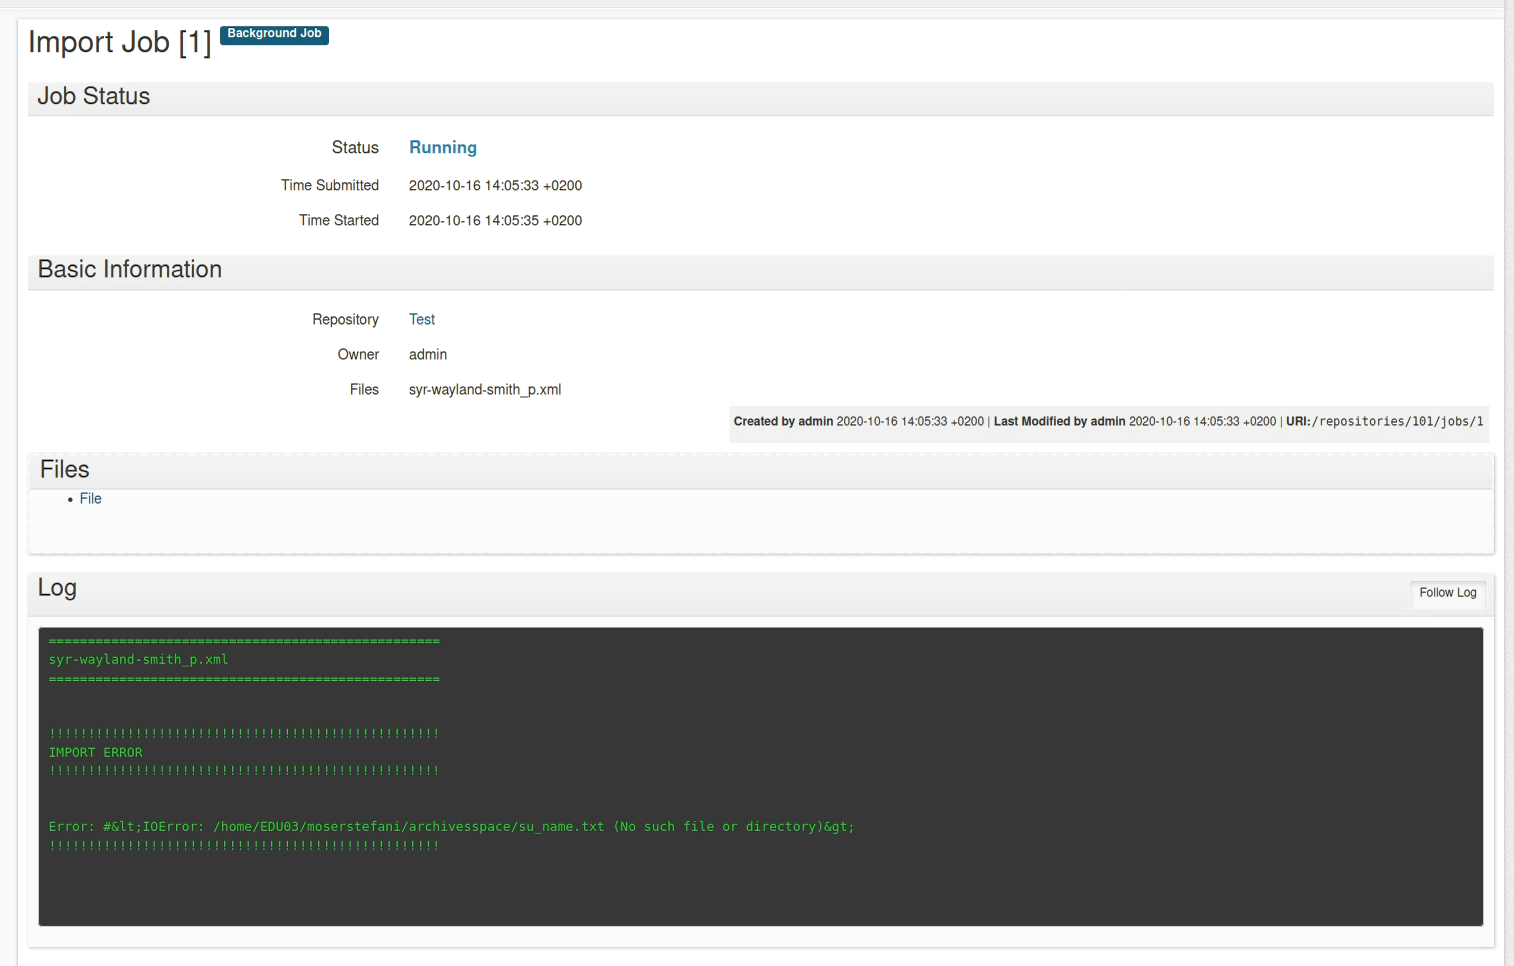 Import Job [1] Background Job
Job Status
Status Running
Time Submitted 2020-10-16 14:05:33 +0200
Time Started 2020-10-16 14:05:35 +0200
Basic Information
Repository Test
Owner admin
Files syr-wayland-smith_p.xml
Created by admin 2020-10-16 14:05:33 +0200 | Last Modified by admin 2020-10-16 14:05:33 +0200 | URI:/repositories/101/jobs/1
Files
• File
Log Follow Log
==================================================
syr-wayland-smith_p.xml
==================================================
!!!!!!!!!!!!!!!!!!!!!!!!!!!!!!!!!!!!!!!!!!!!!!!!!!
IMPORT ERROR
!!!!!!!!!!!!!!!!!!!!!!!!!!!!!!!!!!!!!!!!!!!!!!!!!!
Error: #&lt;IOError: /home/EDU03/moserstefani/archivesspace/su_name.txt (No such file or directory)&gt;
!!!!!!!!!!!!!!!!!!!!!!!!!!!!!!!!!!!!!!!!!!!!!!!!!!